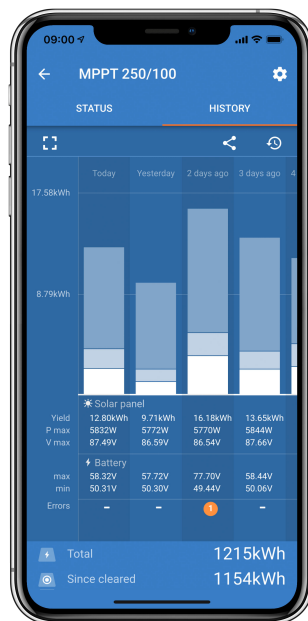 09:00
MPPT 250/100
STATUS HISTORY
Today Yesterday 2 days ago 3 days ago 4
17.58kWh
8.79kWh
Solar panel
Yield 12.80kWh 9.71kWh 16.18kWh 13.65kWh
P max 5832W 5772W 5770W 5844W
V max 87.49V 86.59V 86.54V 87.66V
Battery
max 58.32V 57.72V 77.70V 58.44V
min 50.31V 50.30V 49.44V 50.06V
Errors – – 1 –
Total 1215kWh
Since cleared 1154kWh